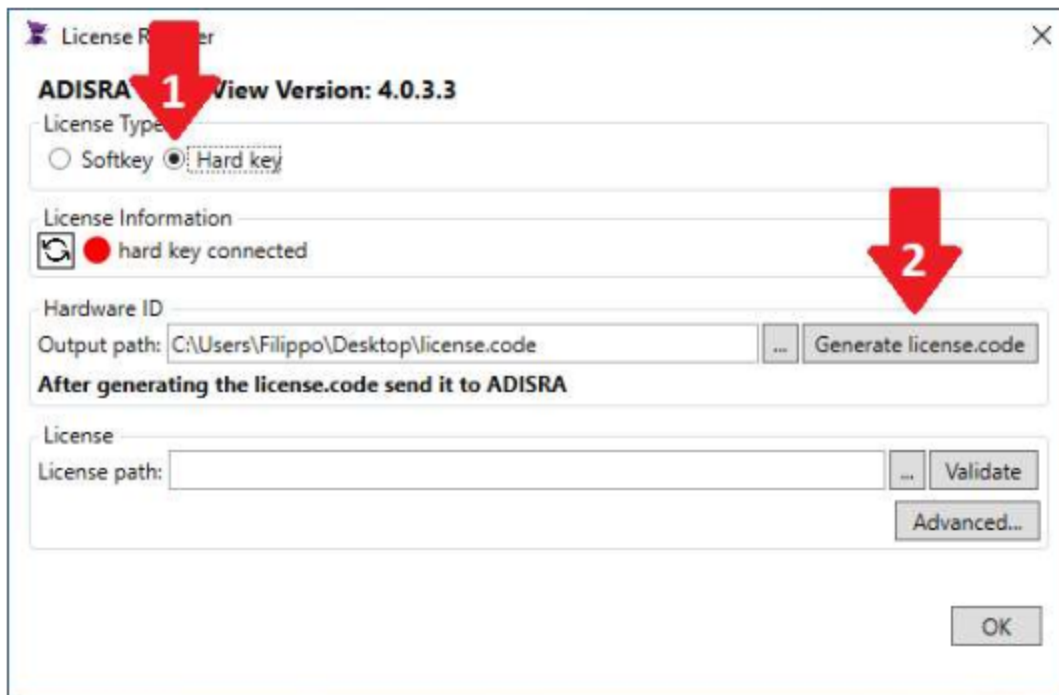 License R er
ADISRA View Version: 4.0.3.3
1
License Type
Softkey Hard key
License Information
hard key connected
2
Hardware ID
Output path: C:\Users\Filippo\Desktop\license.code ... Generate license.code
After generating the license.code send it to ADISRA
License
License path: ... Validate
Advanced...
OK